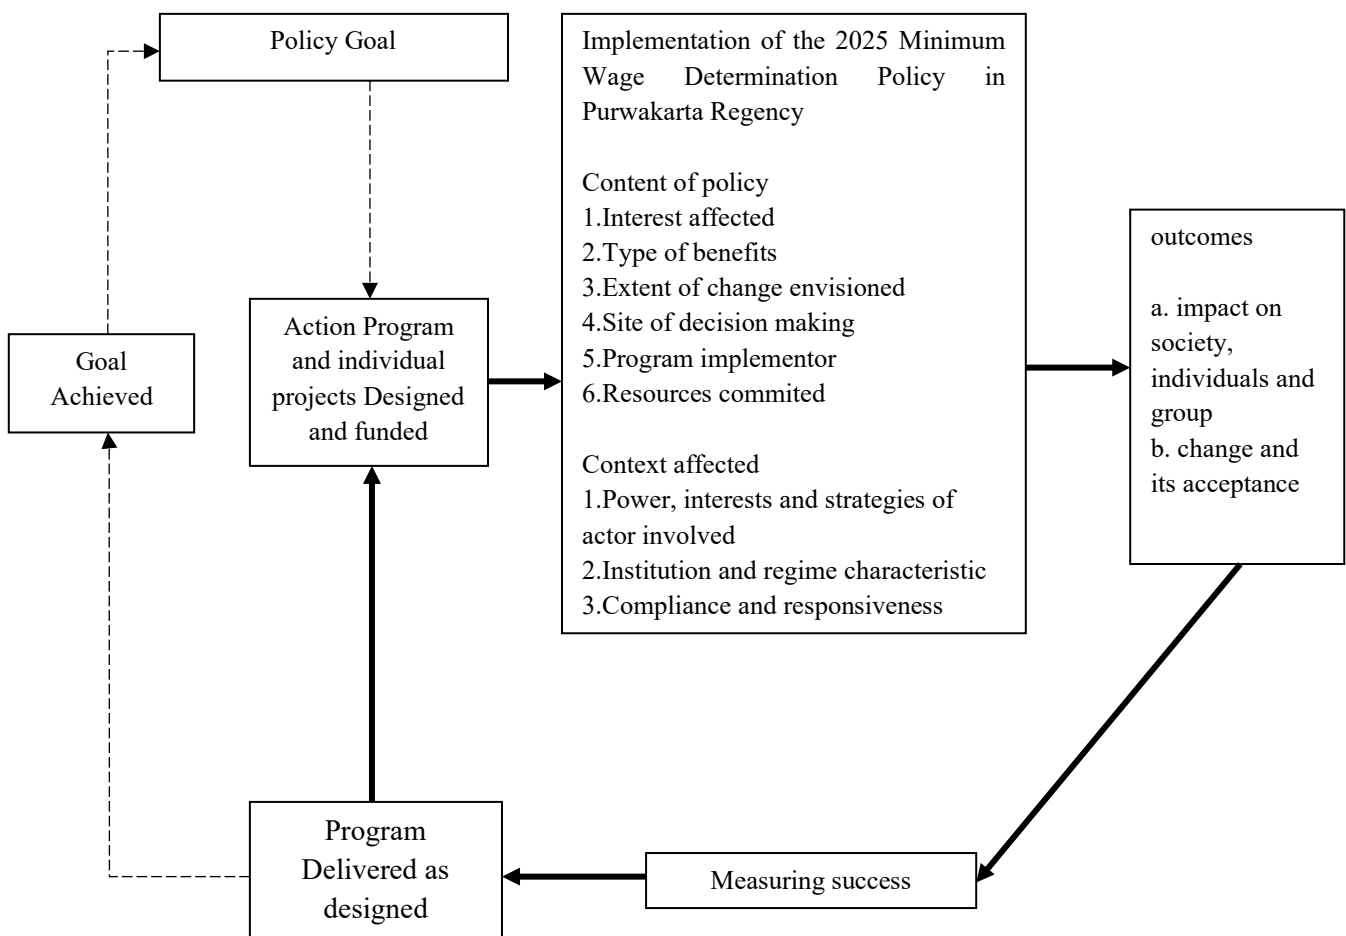 Policy Goal
Implementation of the 2025 Minimum
Wage Determination Policy in
Purwakarta Regency
Content of policy
1.Interest affected
2.Type of benefits
3.Extent of change envisioned
4.Site of decision making
5.Program implementor
6.Resources commited
Context affected
1.Power, interests and strategies of
actor involved
2.Institution and regime characteristic
3.Compliance and responsiveness
outcomes
a. impact on
society,
individuals and
group
b. change and
its acceptance
Action Program
and individual
projects Designed
and funded
Goal
Achieved
Program
Delivered as
designed
Measuring success